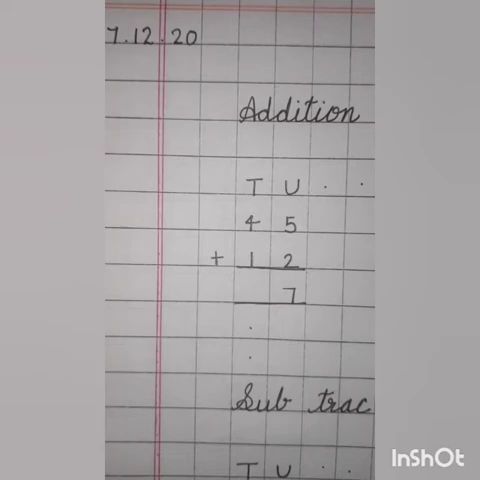 7.12.20
Addition
T U . .
4 5
+ 1 2
7
.
.
Sub trac
T U . .
InShOt